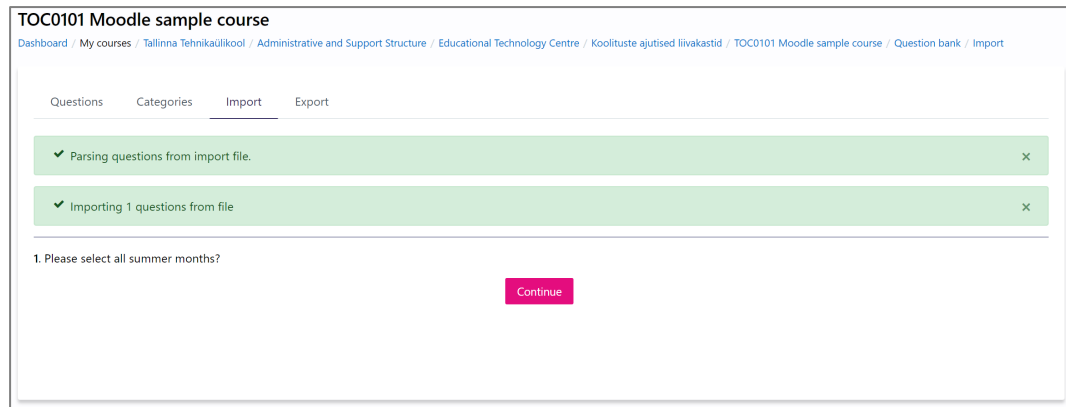 TOC0101 Moodle sample course
Dashboard / My courses / Tallinna Tehnikaülikool / Administrative and Support Structure / Educational Technology Centre / Koolituste ajutised liivakastid / TOC0101 Moodle sample course / Question bank / Import
Questions Categories Import Export
✔ Parsing questions from import file. ×
✔ Importing 1 questions from file ×
1. Please select all summer months?
Continue